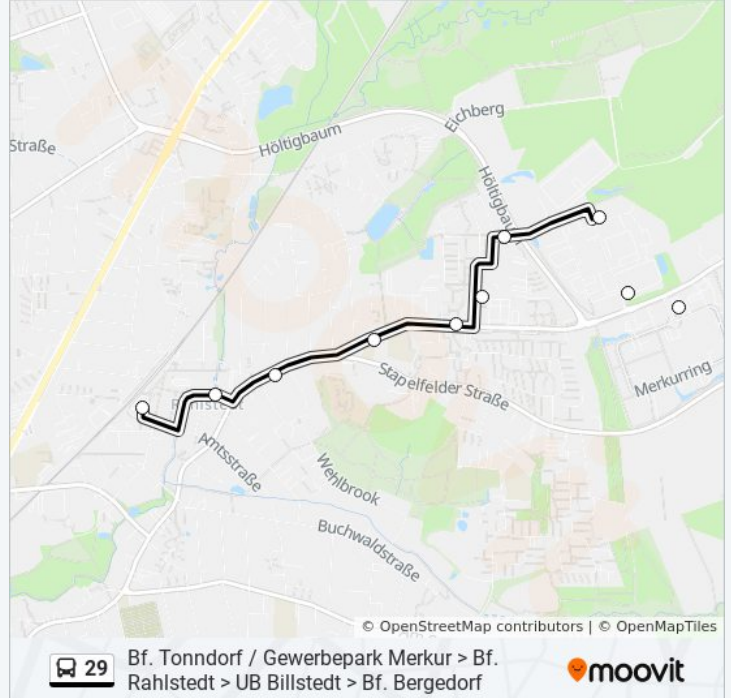 Eichberg
Höltigbaum
Straße
Höltigbaum
Merkurring
Stapelfelder Straße
Rahlstedt
Amtsstraße
Wehlbrook
Buchwaldstraße
© OpenStreetMap contributors | © OpenMapTiles
29
Bf. Tonndorf / Gewerbepark Merkur > Bf.
Rahlstedt > UB Billstedt > Bf. Bergedorf
moovit